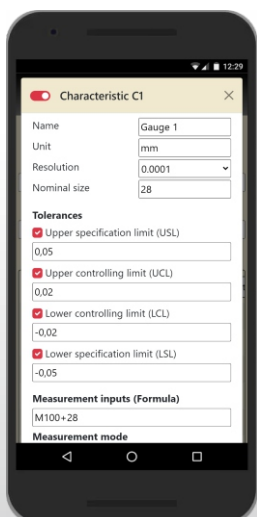 12:29
Characteristic C1 ×
Name Gauge 1
Unit mm
Resolution 0.0001
Nominal size 28
Tolerances
Upper specification limit (USL)
0,05
Upper controlling limit (UCL)
0,02
Lower controlling limit (LCL)
-0,02
Lower specification limit (LSL)
-0,05
Measurement inputs (Formula)
M100+28
Measurement mode